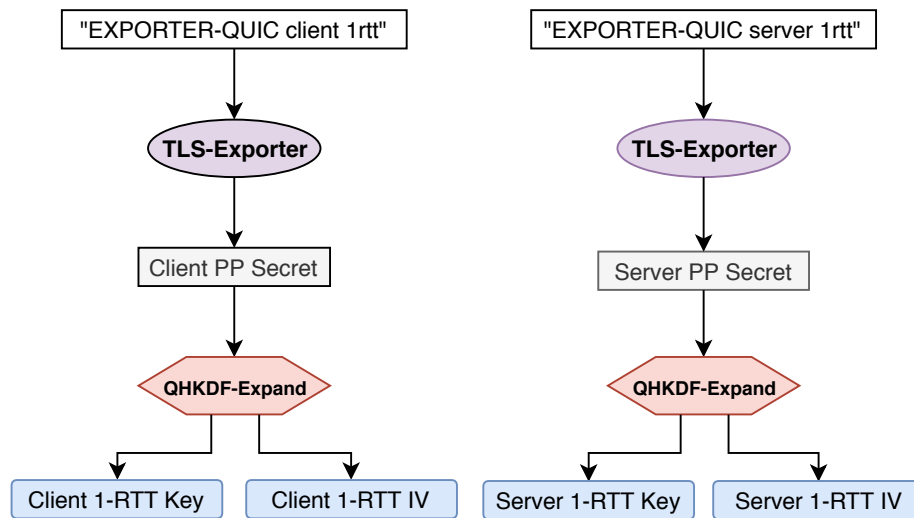 "EXPORTER-QUIC client 1rtt"
"EXPORTER-QUIC server 1rtt"
TLS-Exporter
TLS-Exporter
Client PP Secret
Server PP Secret
QHKDF-Expand
QHKDF-Expand
Client 1-RTT Key
Client 1-RTT IV
Server 1-RTT Key
Server 1-RTT IV